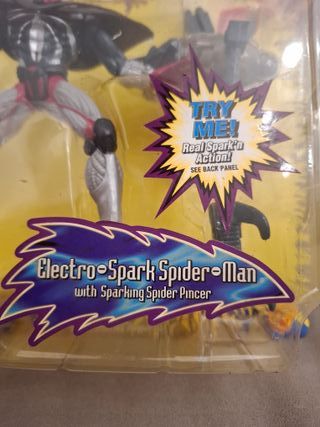 TRY
ME!
Real Spark'n
Action!
SEE BACK PANEL
Electro-Spark Spider-Man
with Sparking Spider Pincer